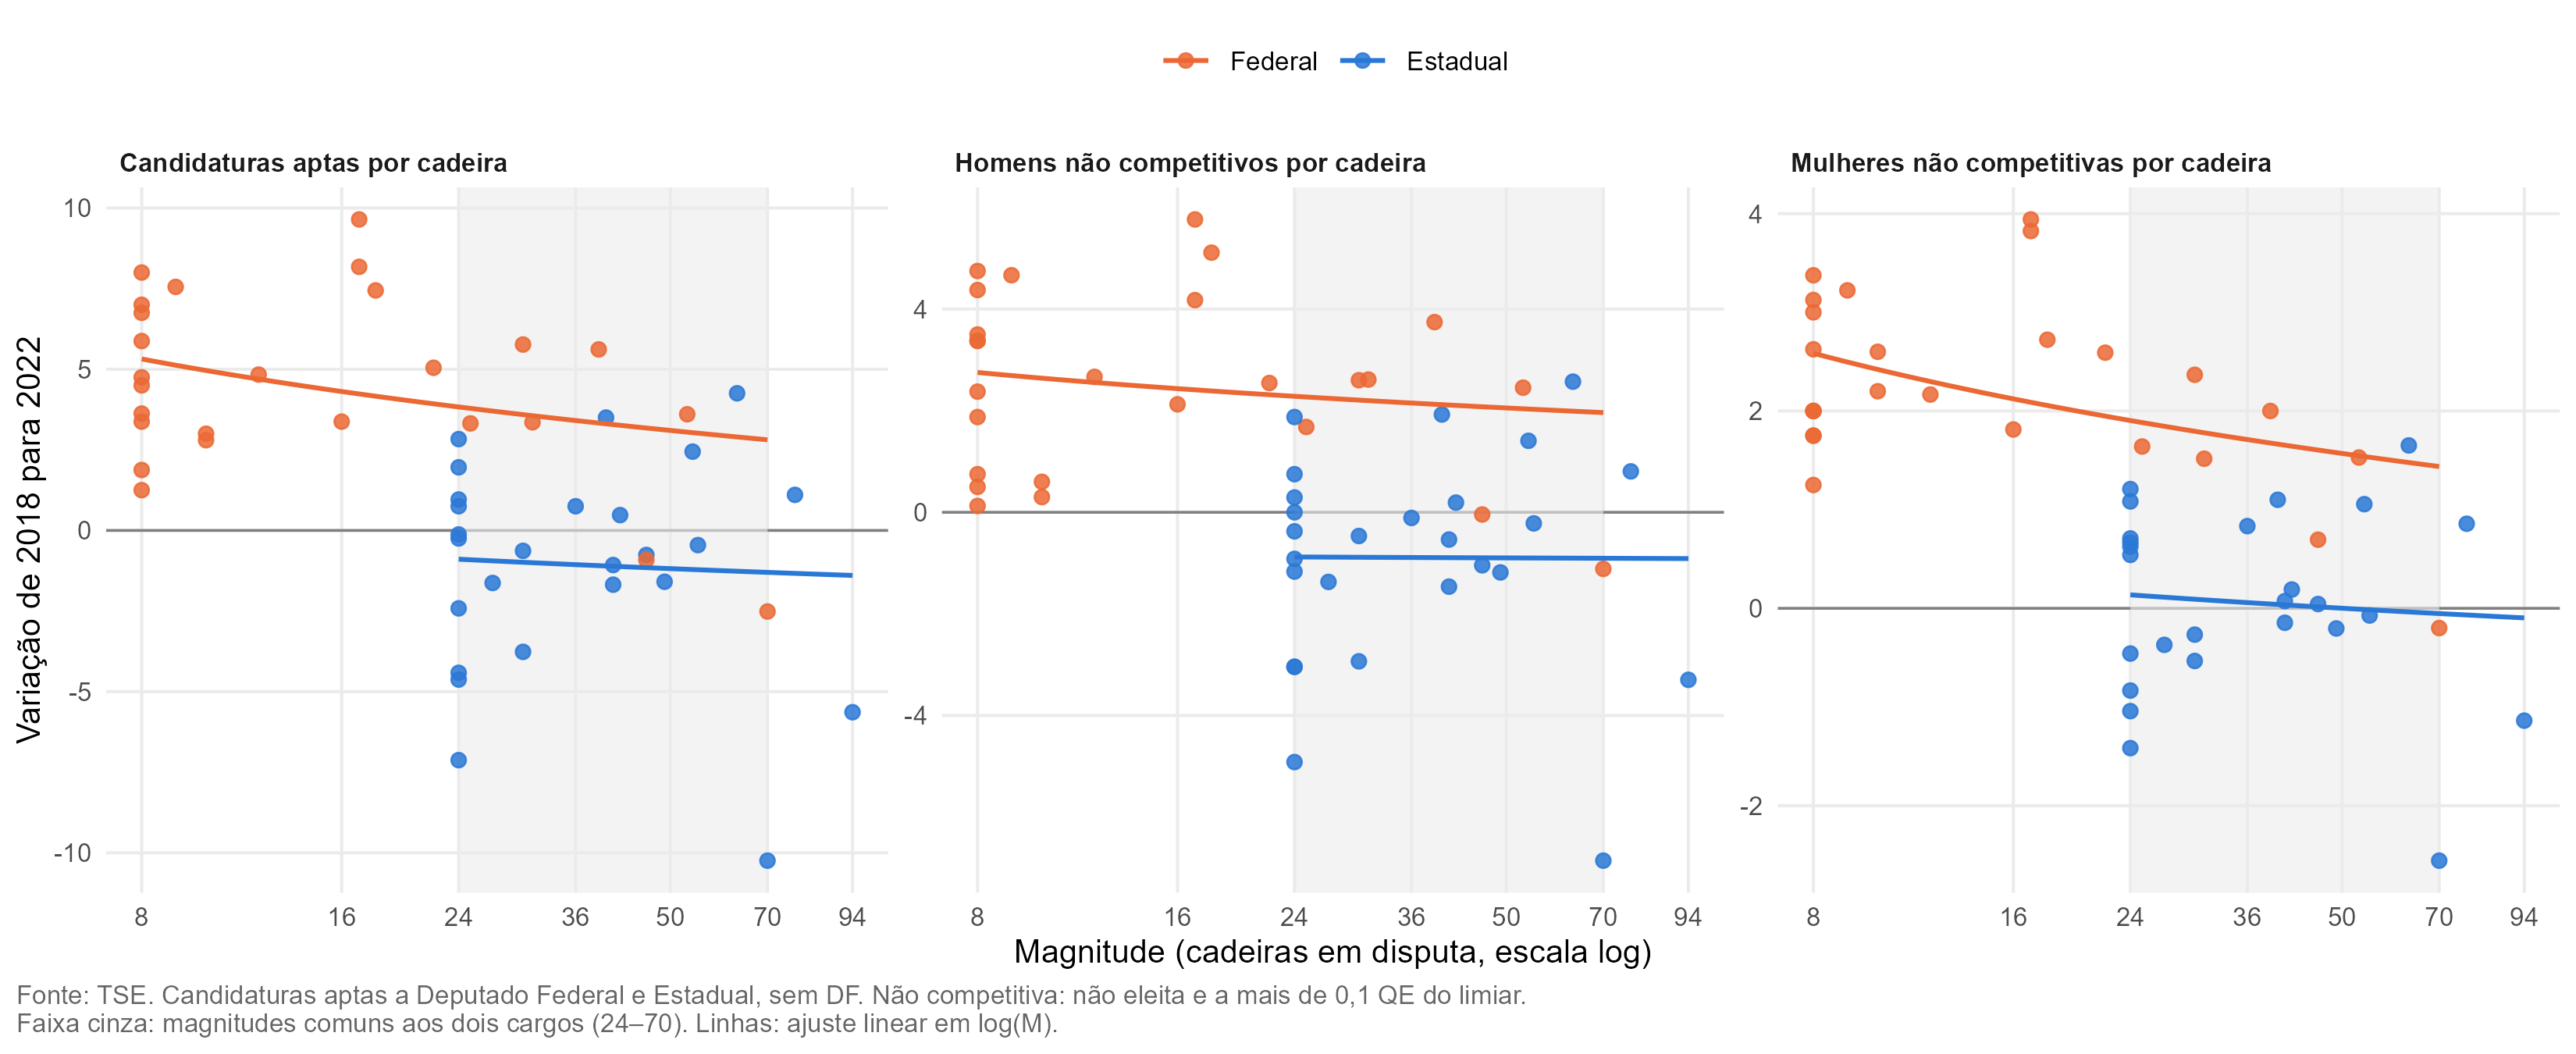 Federal Estadual
Candidaturas aptas por cadeira
Homens não competitivos por cadeira
Mulheres não competitivas por cadeira
Variação de 2018 para 2022
10
5
0
-5
-10
8 16 24 36 50 70 94
4
0
-4
8 16 24 36 50 70 94
4
2
0
-2
8 16 24 36 50 70 94
Magnitude (cadeiras em disputa, escala log)
Fonte: TSE. Candidaturas aptas a Deputado Federal e Estadual, sem DF. Não competitiva: não eleita e a mais de 0,1 QE do limiar.
Faixa cinza: magnitudes comuns aos dois cargos (24–70). Linhas: ajuste linear em log(M).